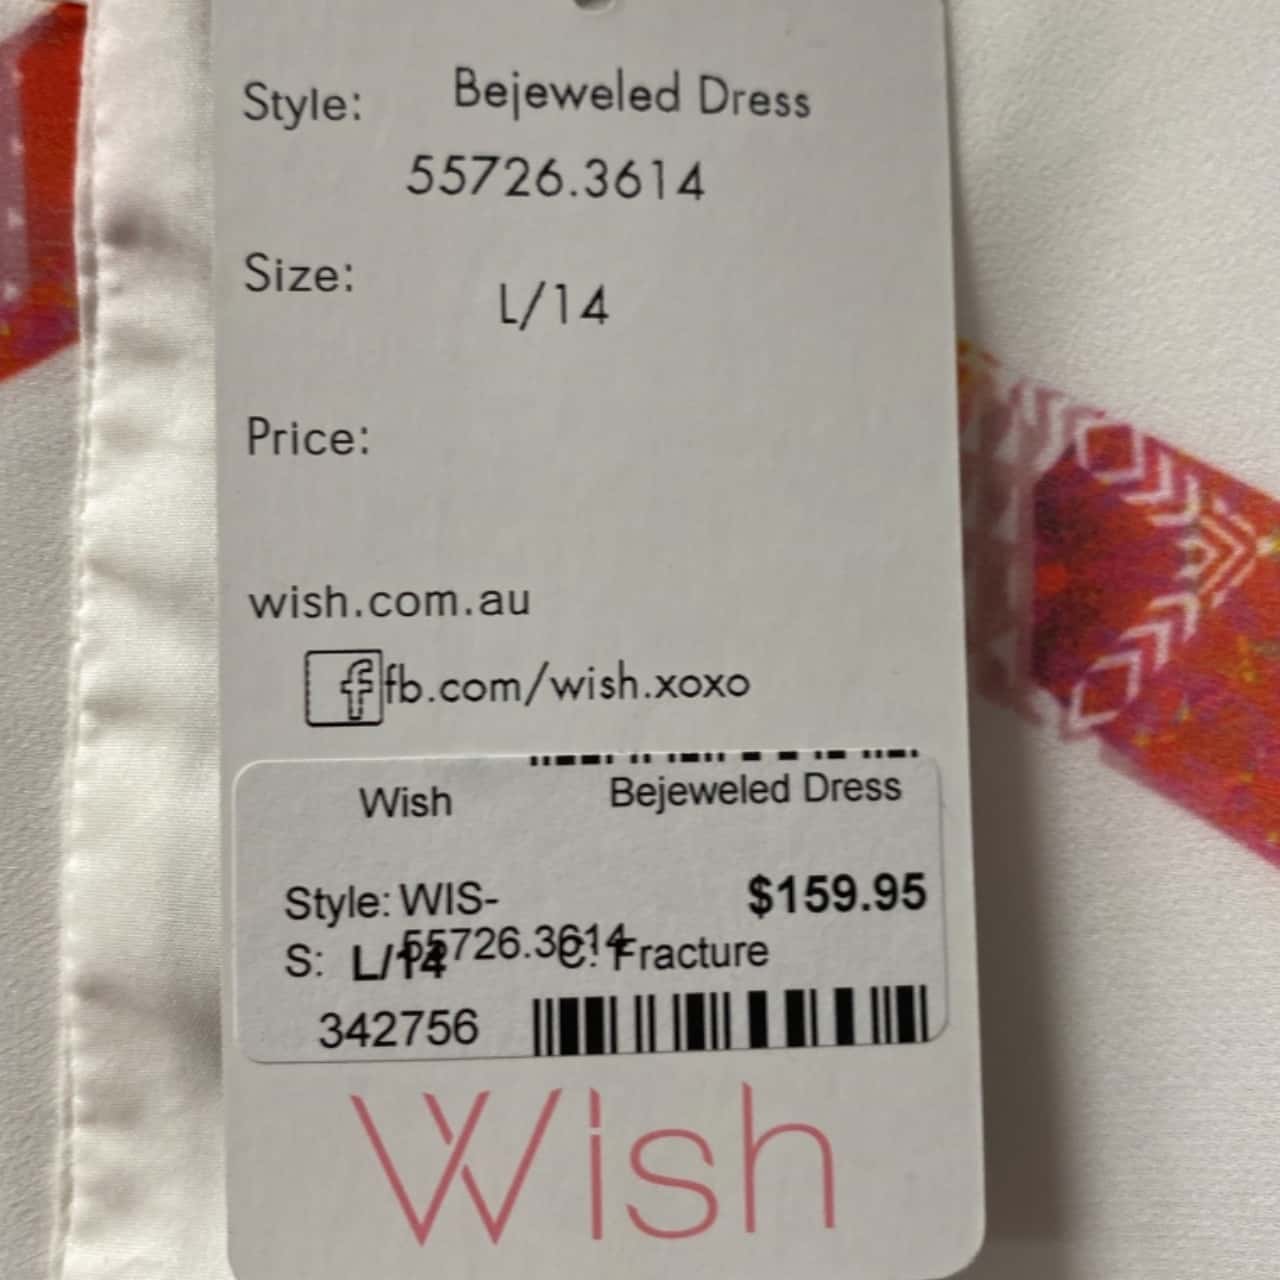 Style: Bejeweled Dress
55726.3614
Size: L/14
Price:
wish.com.au
f fb.com/wish.xoxo
Wish Bejeweled Dress
Style: WIS-55726.3614 $159.95
S: L/14 C: Fracture
342756
Wish